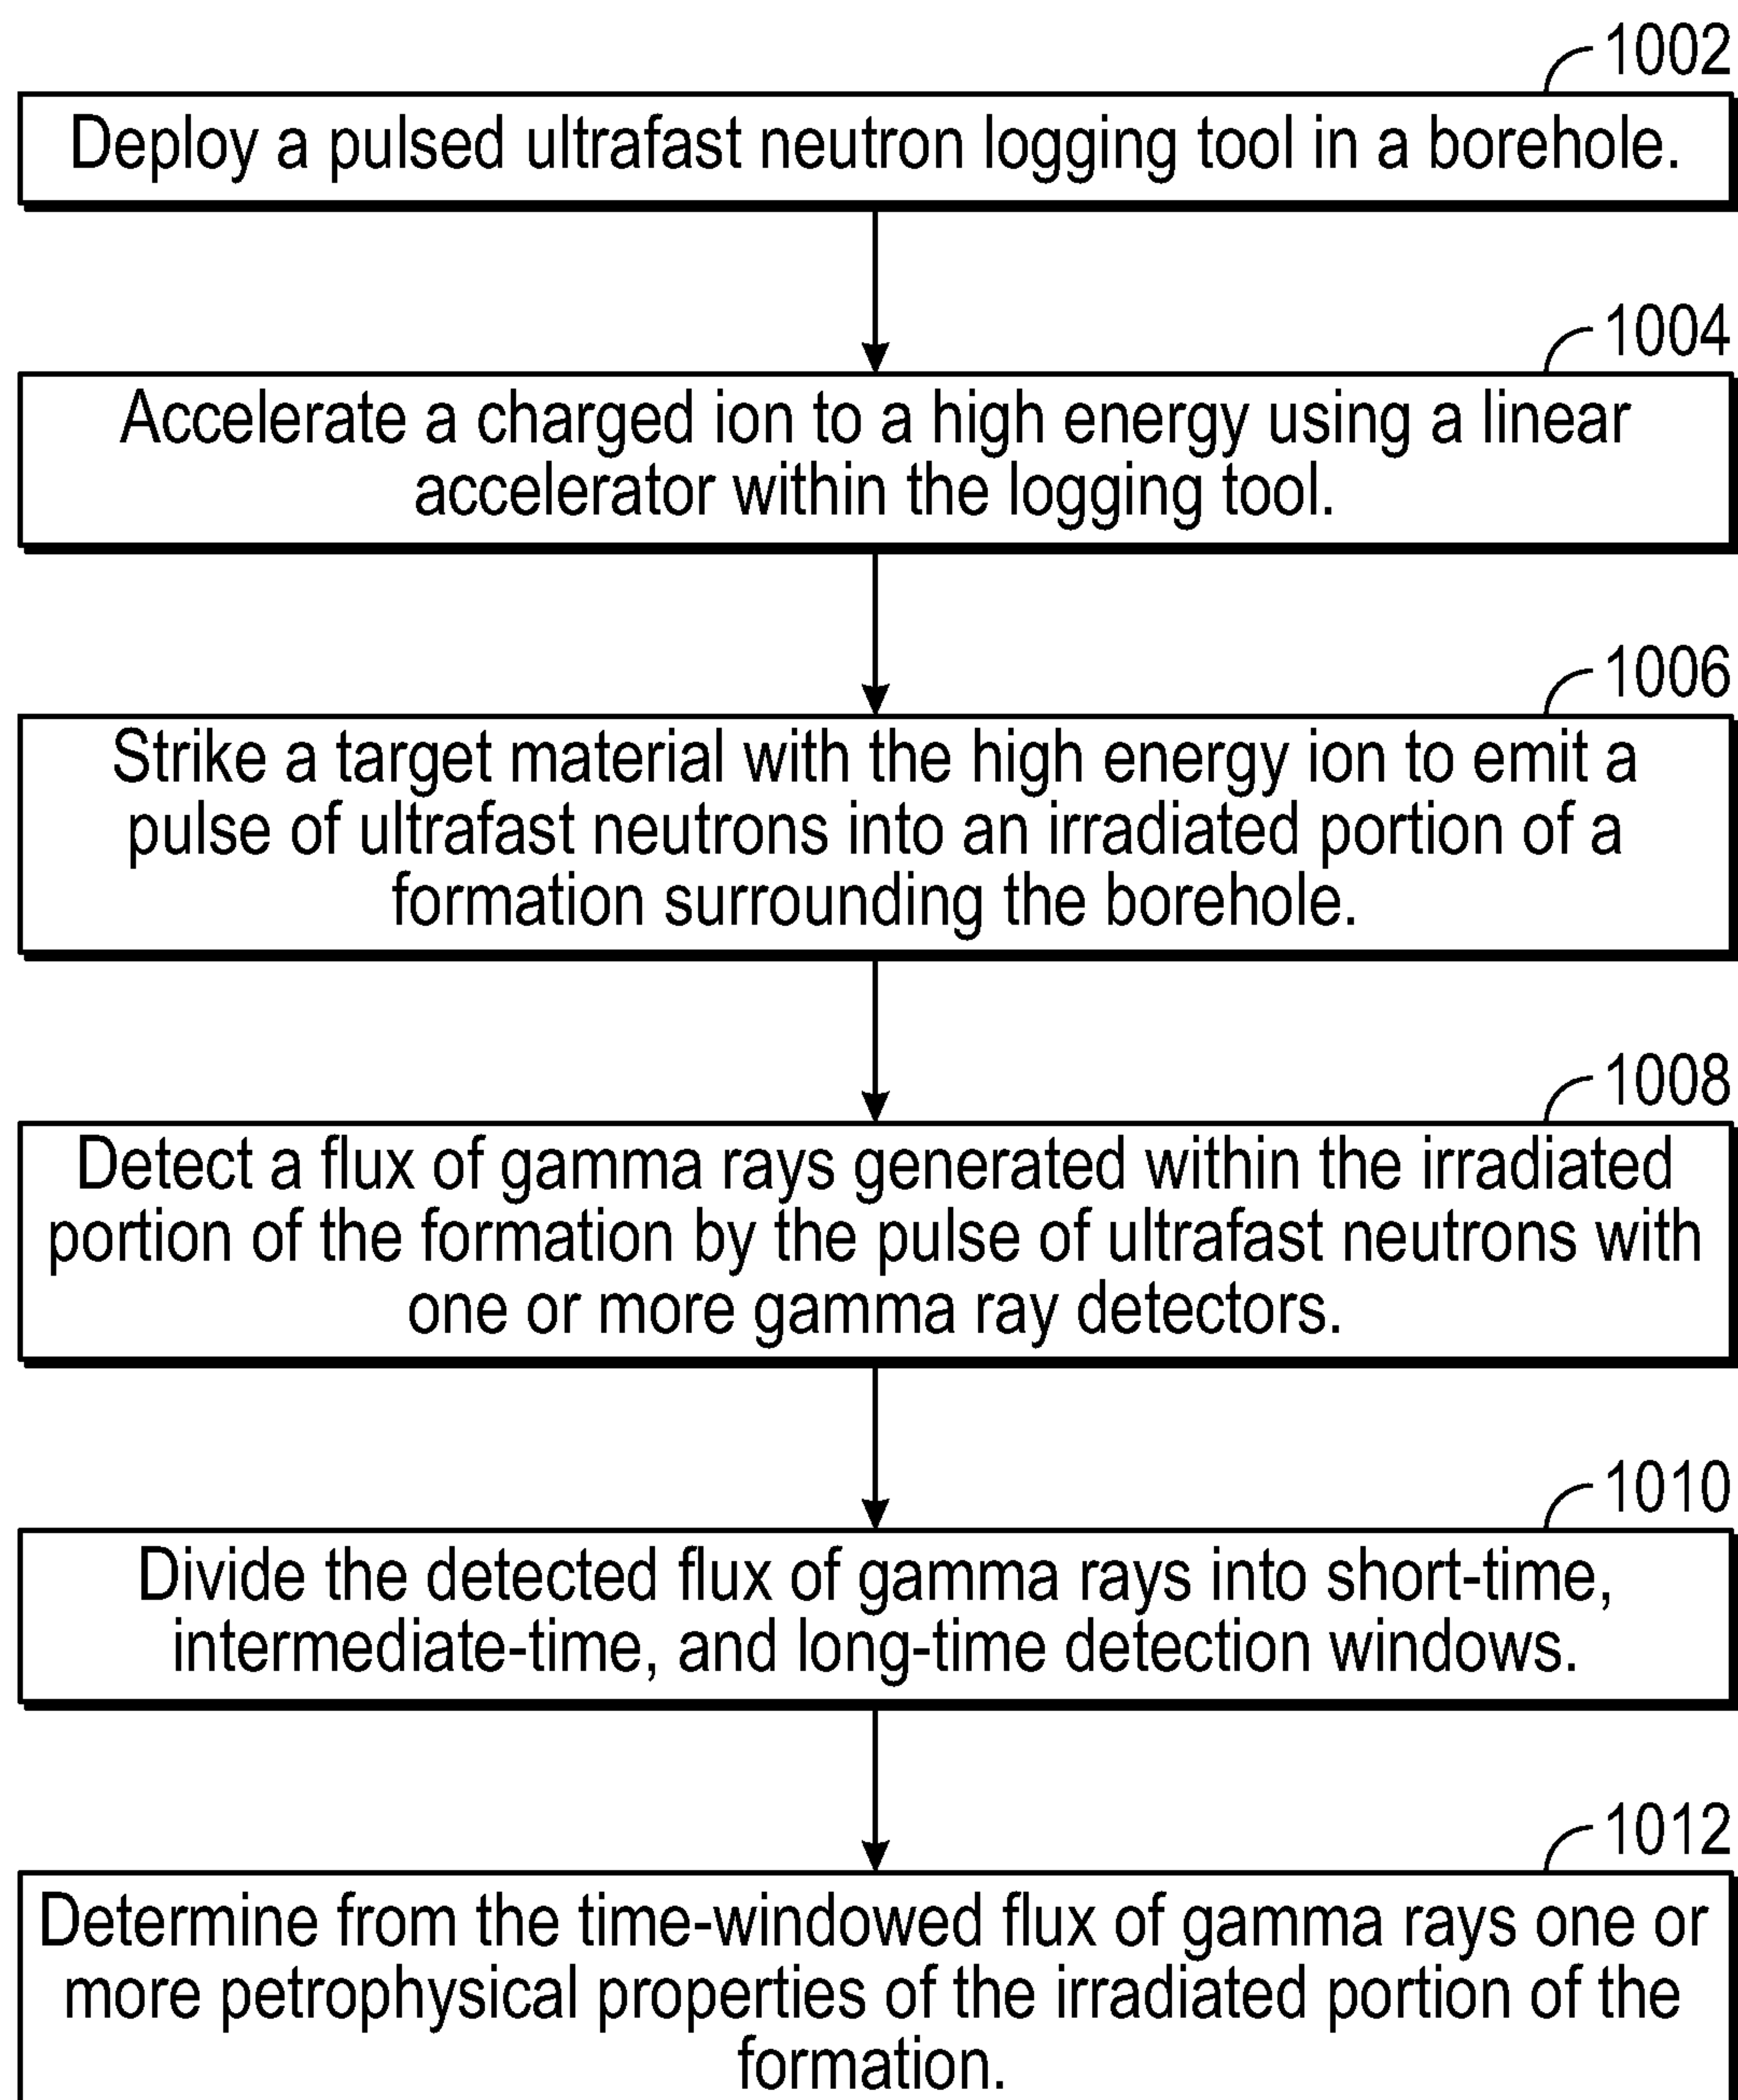 1002
Deploy a pulsed ultrafast neutron logging tool in a borehole.
1004
Accelerate a charged ion to a high energy using a linear
accelerator within the logging tool.
1006
Strike a target material with the high energy ion to emit a
pulse of ultrafast neutrons into an irradiated portion of a
formation surrounding the borehole.
1008
Detect a flux of gamma rays generated within the irradiated
portion of the formation by the pulse of ultrafast neutrons with
one or more gamma ray detectors.
1010
Divide the detected flux of gamma rays into short-time,
intermediate-time, and long-time detection windows.
1012
Determine from the time-windowed flux of gamma rays one or
more petrophysical properties of the irradiated portion of the
formation.